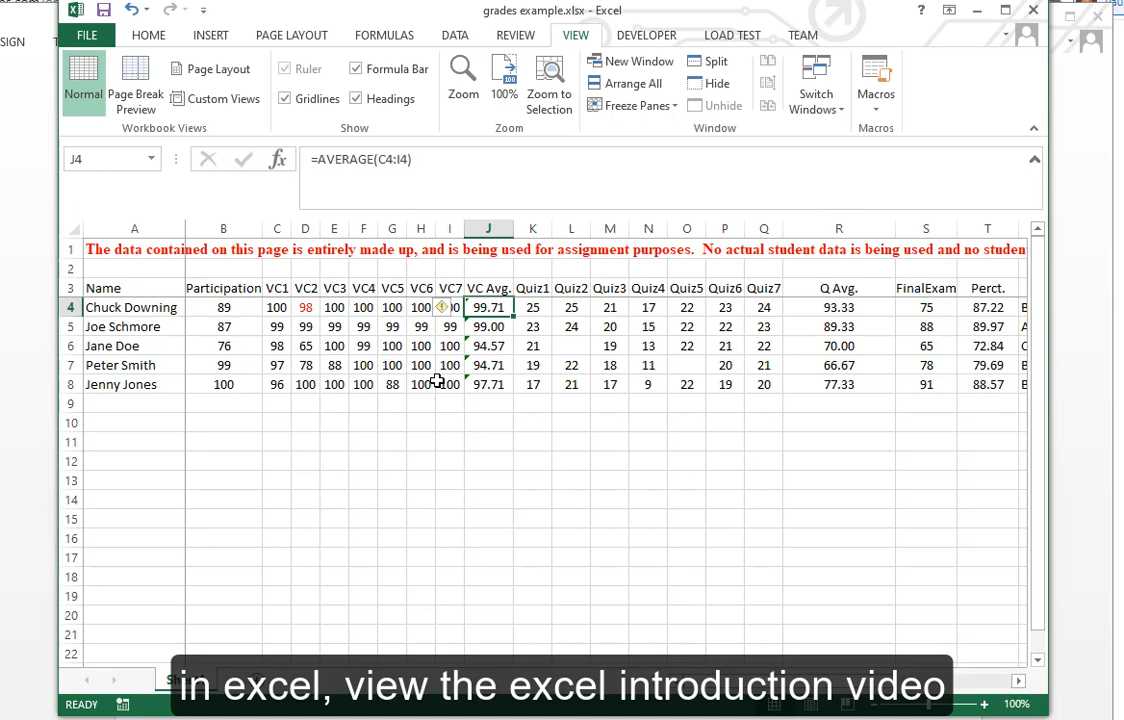 grades example.xlsx - Excel
SIGN
FILE HOME INSERT PAGE LAYOUT FORMULAS DATA REVIEW VIEW DEVELOPER LOAD TEST TEAM
Normal
Page Break Preview
Page Layout
Custom Views
Workbook Views
Ruler
Formula Bar
Gridlines
Headings
Show
Zoom
100%
Zoom to Selection
Zoom
New Window
Arrange All
Freeze Panes
Split
Hide
Unhide
Switch Windows
Window
Macros
Macros
J4 fx =AVERAGE(C4:I4)
A B C D E F G H I J K L M N O P Q R S T
1 The data contained on this page is entirely made up, and is being used for assignment purposes. No actual student data is being used and no studen
2
3 Name Participation VC1 VC2 VC3 VC4 VC5 VC6 VC7 VC Avg. Quiz1 Quiz2 Quiz3 Quiz4 Quiz5 Quiz6 Quiz7 Q Avg. FinalExam Perct.
4 Chuck Downing 89 100 98 100 100 100 100 99.71 25 25 21 17 22 23 24 93.33 75 87.22
5 Joe Schmore 87 99 99 99 99 99 99 99 99.00 23 24 20 15 22 22 23 89.33 88 89.97
6 Jane Doe 76 98 65 100 99 100 100 100 94.57 21 19 13 22 21 22 70.00 65 72.84
7 Peter Smith 99 97 78 88 100 100 100 100 94.71 19 22 18 11 20 21 66.67 78 79.69
8 Jenny Jones 100 96 100 100 100 88 100 100 97.71 17 21 17 9 22 19 20 77.33 91 88.57
9
10
11
12
13
14
15
16
17
18
19
20
21
22
in excel, view the excel introduction video
READY 100%